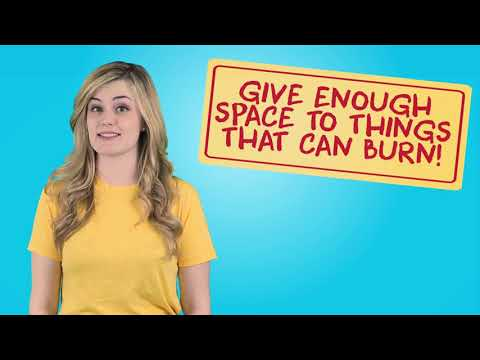 GIVE ENOUGH
SPACE TO THINGS
THAT CAN BURN!